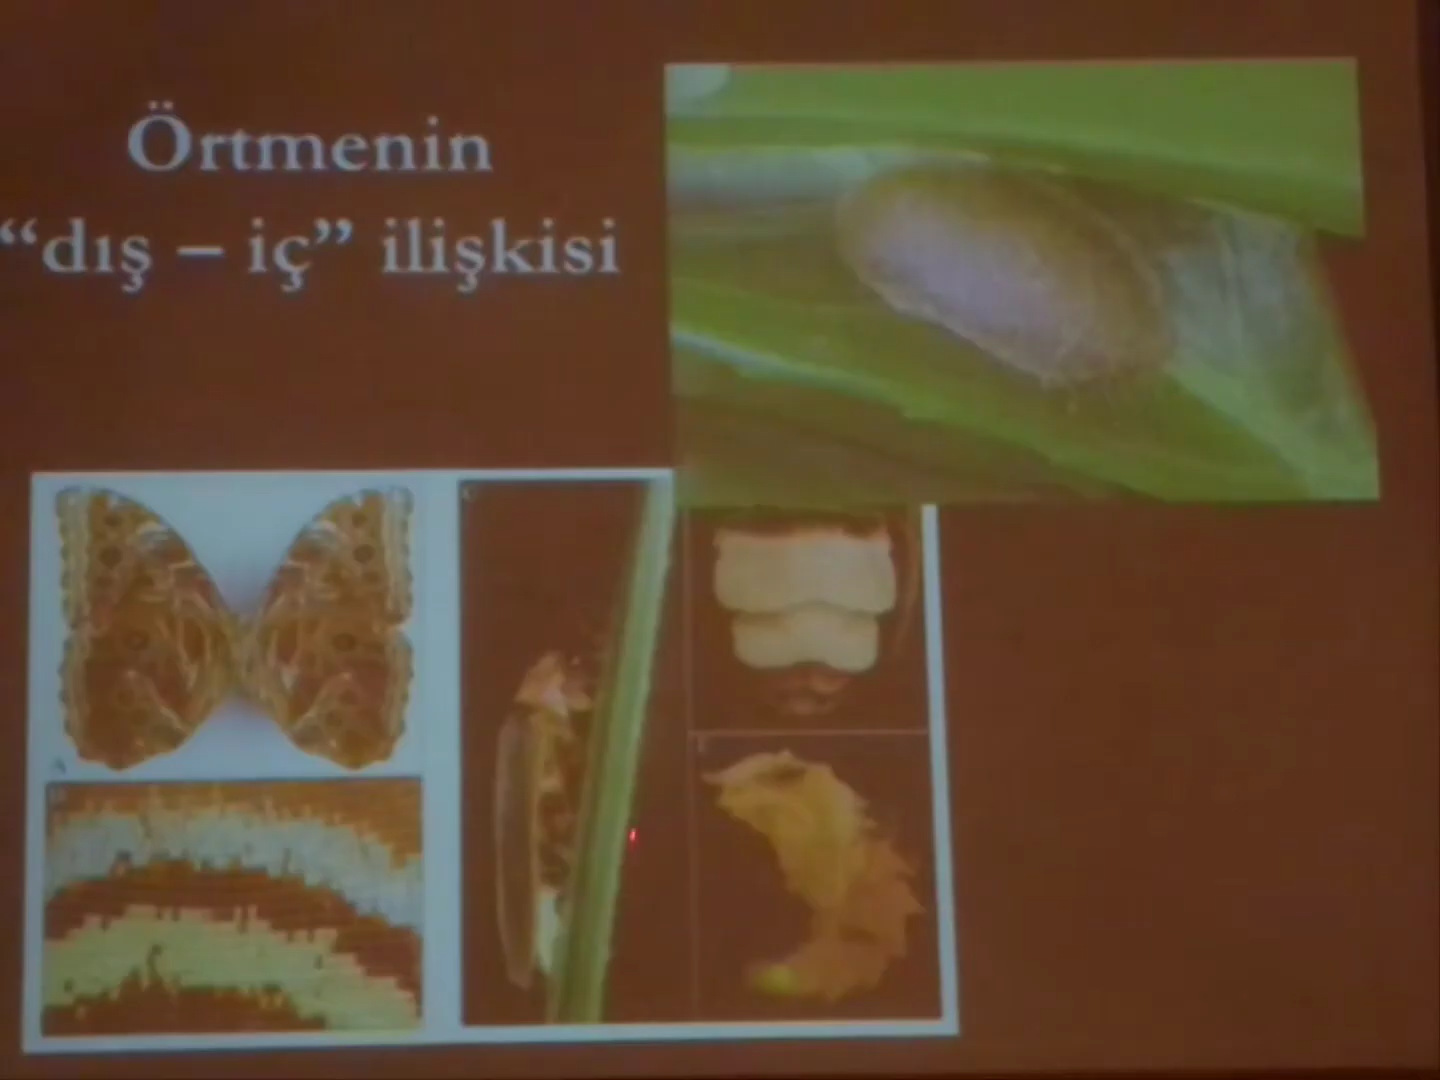 Örtmenin
“dış – iç” ilişkisi
A